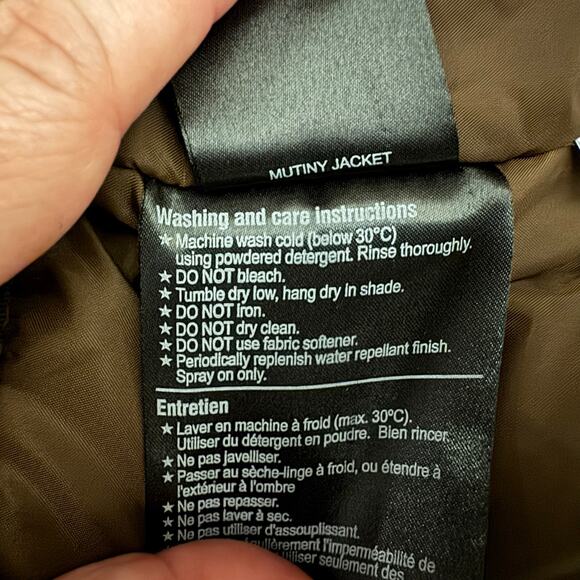 MUTINY JACKET
Washing and care instructions
★ Machine wash cold (below 30°C)
using powdered detergent. Rinse thoroughly.
★ DO NOT bleach.
★ Tumble dry low, hang dry in shade.
★ DO NOT iron.
★ DO NOT dry clean.
★ DO NOT use fabric softener.
★ Periodically replenish water repellant finish.
Spray on only.
Entretien
★ Laver en machine à froid (max. 30°C).
Utiliser du détergent en poudre. Bien rincer.
★ Ne pas javelliser.
★ Passer au sèche-linge à froid, ou étendre à
l'extérieur à l'ombre
★ Ne pas repasser.
★ Ne pas laver à sec.
★ Ne pas utiliser d'assouplissant.
l'imperméabilité de
seulement des